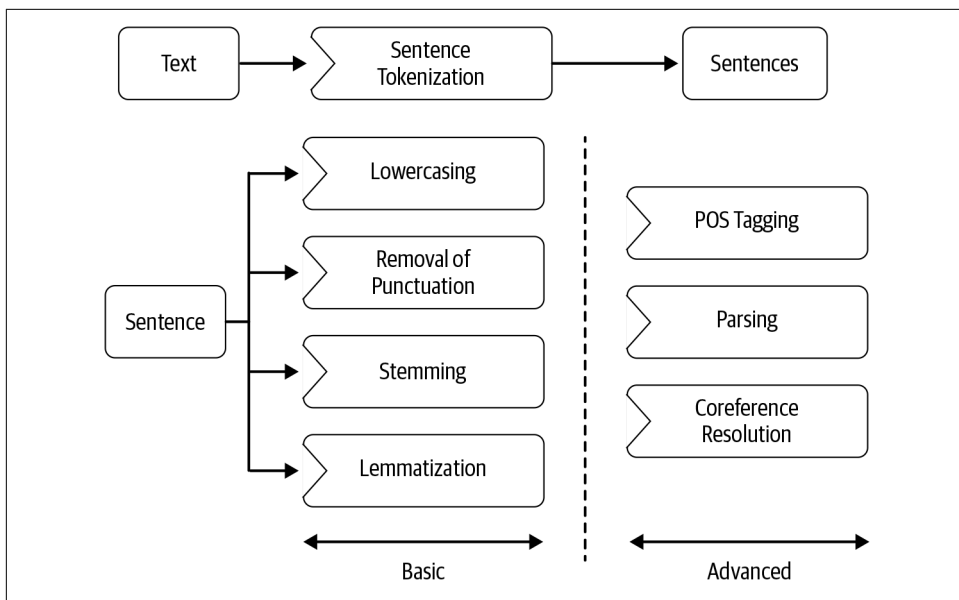 Text
Sentence
Tokenization
Sentences
Lowercasing
Removal of
Punctuation
Sentence
Stemming
Lemmatization
POS Tagging
Parsing
Coreference
Resolution
Basic
Advanced